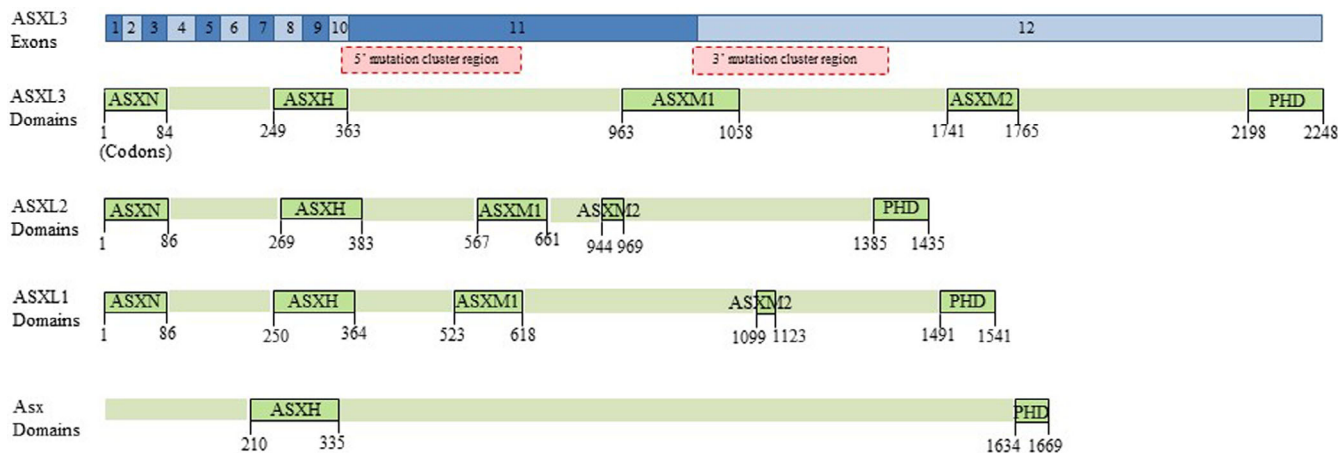 ASXL3
Exons
1 2 3 4 5 6 7 8 9 10 11 12
5' mutation cluster region 3' mutation cluster region
ASXL3
Domains
ASXN ASXH ASXM1 ASXM2 PHD
1 84 249 363 963 1058 1741 1765 2198 2248
(Codons)
ASXL2
Domains
ASXN ASXH ASXM1 ASXM2 PHD
1 86 269 383 567 661 944 969 1385 1435
ASXL1
Domains
ASXN ASXH ASXM1 ASXM2 PHD
1 86 250 364 523 618 1099 1123 1491 1541
Asx
Domains
ASXH PHD
210 335 1634 1669